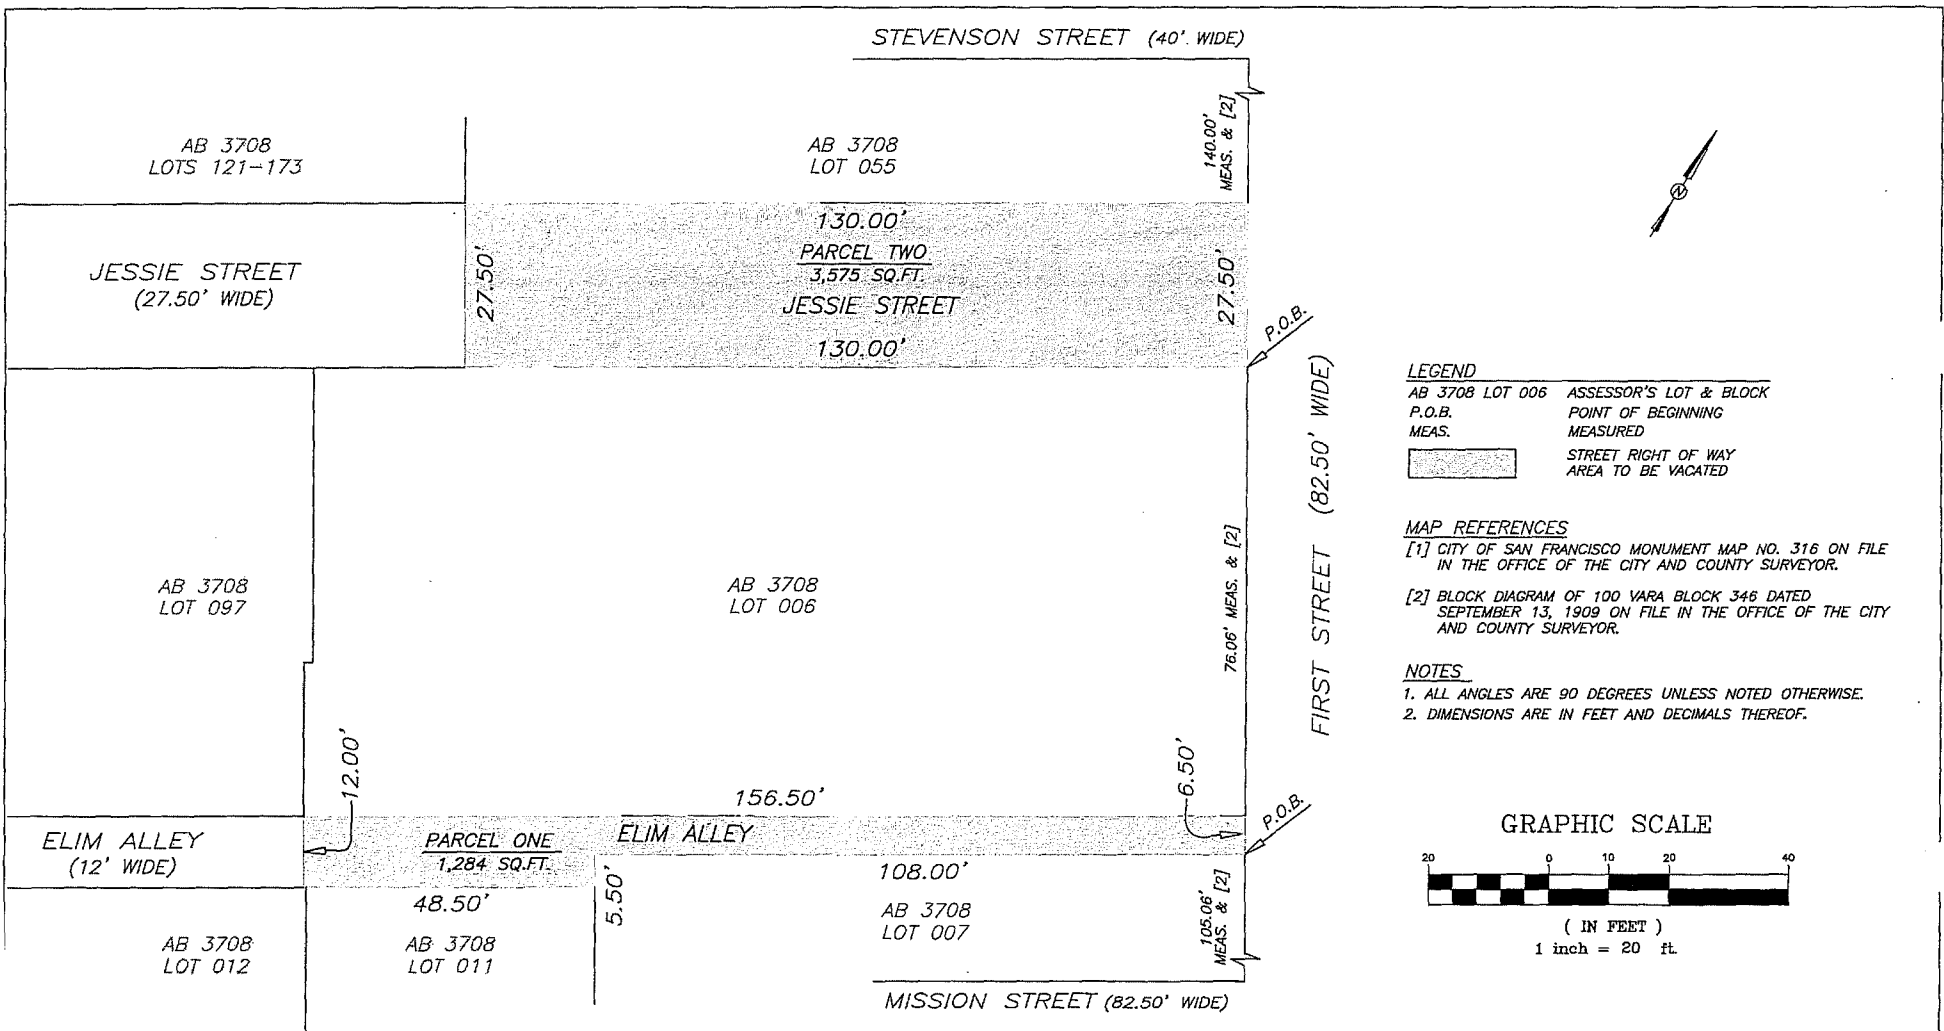 STEVENSON STREET (40'. WIDE)
AB 3708
LOTS 121-173
AB 3708
LOT 055
140.00'
MEAS. & [2]
130.00'
PARCEL TWO
3,575 SQ.FT.
JESSIE STREET
130.00'
27.50'
27.50'
JESSIE STREET
(27.50' WIDE)
P.O.B.
FIRST STREET (82.50' WIDE)
AB 3708
LOT 097
AB 3708
LOT 006
76.06' MEAS. & [2]
12.00'
156.50'
6.50'
P.O.B.
ELIM ALLEY
(12' WIDE)
PARCEL ONE
1,284 SQ.FT.
ELIM ALLEY
48.50'
5.50'
108.00'
AB 3708
LOT 012
AB 3708
LOT 011
AB 3708
LOT 007
105.06'
MEAS. & [2]
MISSION STREET (82.50' WIDE)
N
LEGEND
AB 3708 LOT 006 ASSESSOR'S LOT & BLOCK
P.O.B. POINT OF BEGINNING
MEAS. MEASURED
STREET RIGHT OF WAY
AREA TO BE VACATED
MAP REFERENCES
[1] CITY OF SAN FRANCISCO MONUMENT MAP NO. 316 ON FILE
IN THE OFFICE OF THE CITY AND COUNTY SURVEYOR.
[2] BLOCK DIAGRAM OF 100 VARA BLOCK 346 DATED
SEPTEMBER 13, 1909 ON FILE IN THE OFFICE OF THE CITY
AND COUNTY SURVEYOR.
NOTES
1. ALL ANGLES ARE 90 DEGREES UNLESS NOTED OTHERWISE.
2. DIMENSIONS ARE IN FEET AND DECIMALS THEREOF.
GRAPHIC SCALE
20 0 10 20 40
( IN FEET )
1 inch = 20 ft.